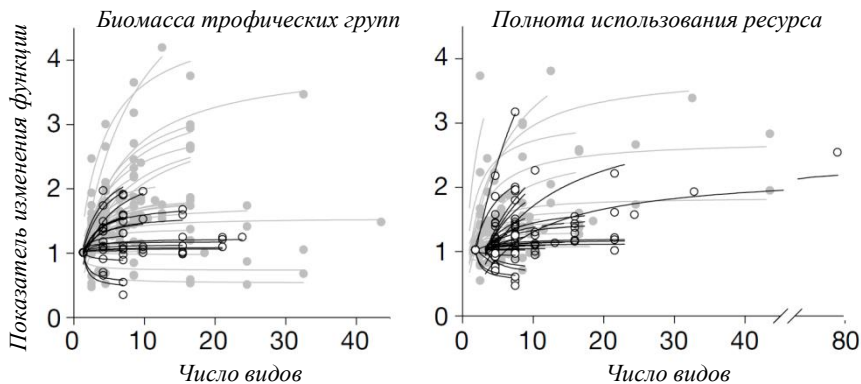 Биомасса трофических групп
Полнота использования ресурса
Показатель изменения функции
4
3
2
1
0
0 10 20 30 40
Число видов
4
3
2
1
0
0 10 20 30 40 80
Число видов